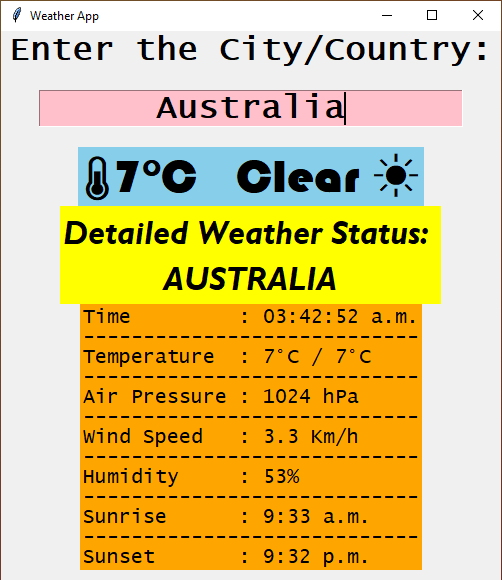 Weather App
Enter the City/Country:
Australia
7°C Clear
Detailed Weather Status:
AUSTRALIA
Time : 03:42:52 a.m.
----------------------------
Temperature : 7°C / 7°C
----------------------------
Air Pressure : 1024 hPa
----------------------------
Wind Speed : 3.3 Km/h
----------------------------
Humidity : 53%
----------------------------
Sunrise : 9:33 a.m.
----------------------------
Sunset : 9:32 p.m.